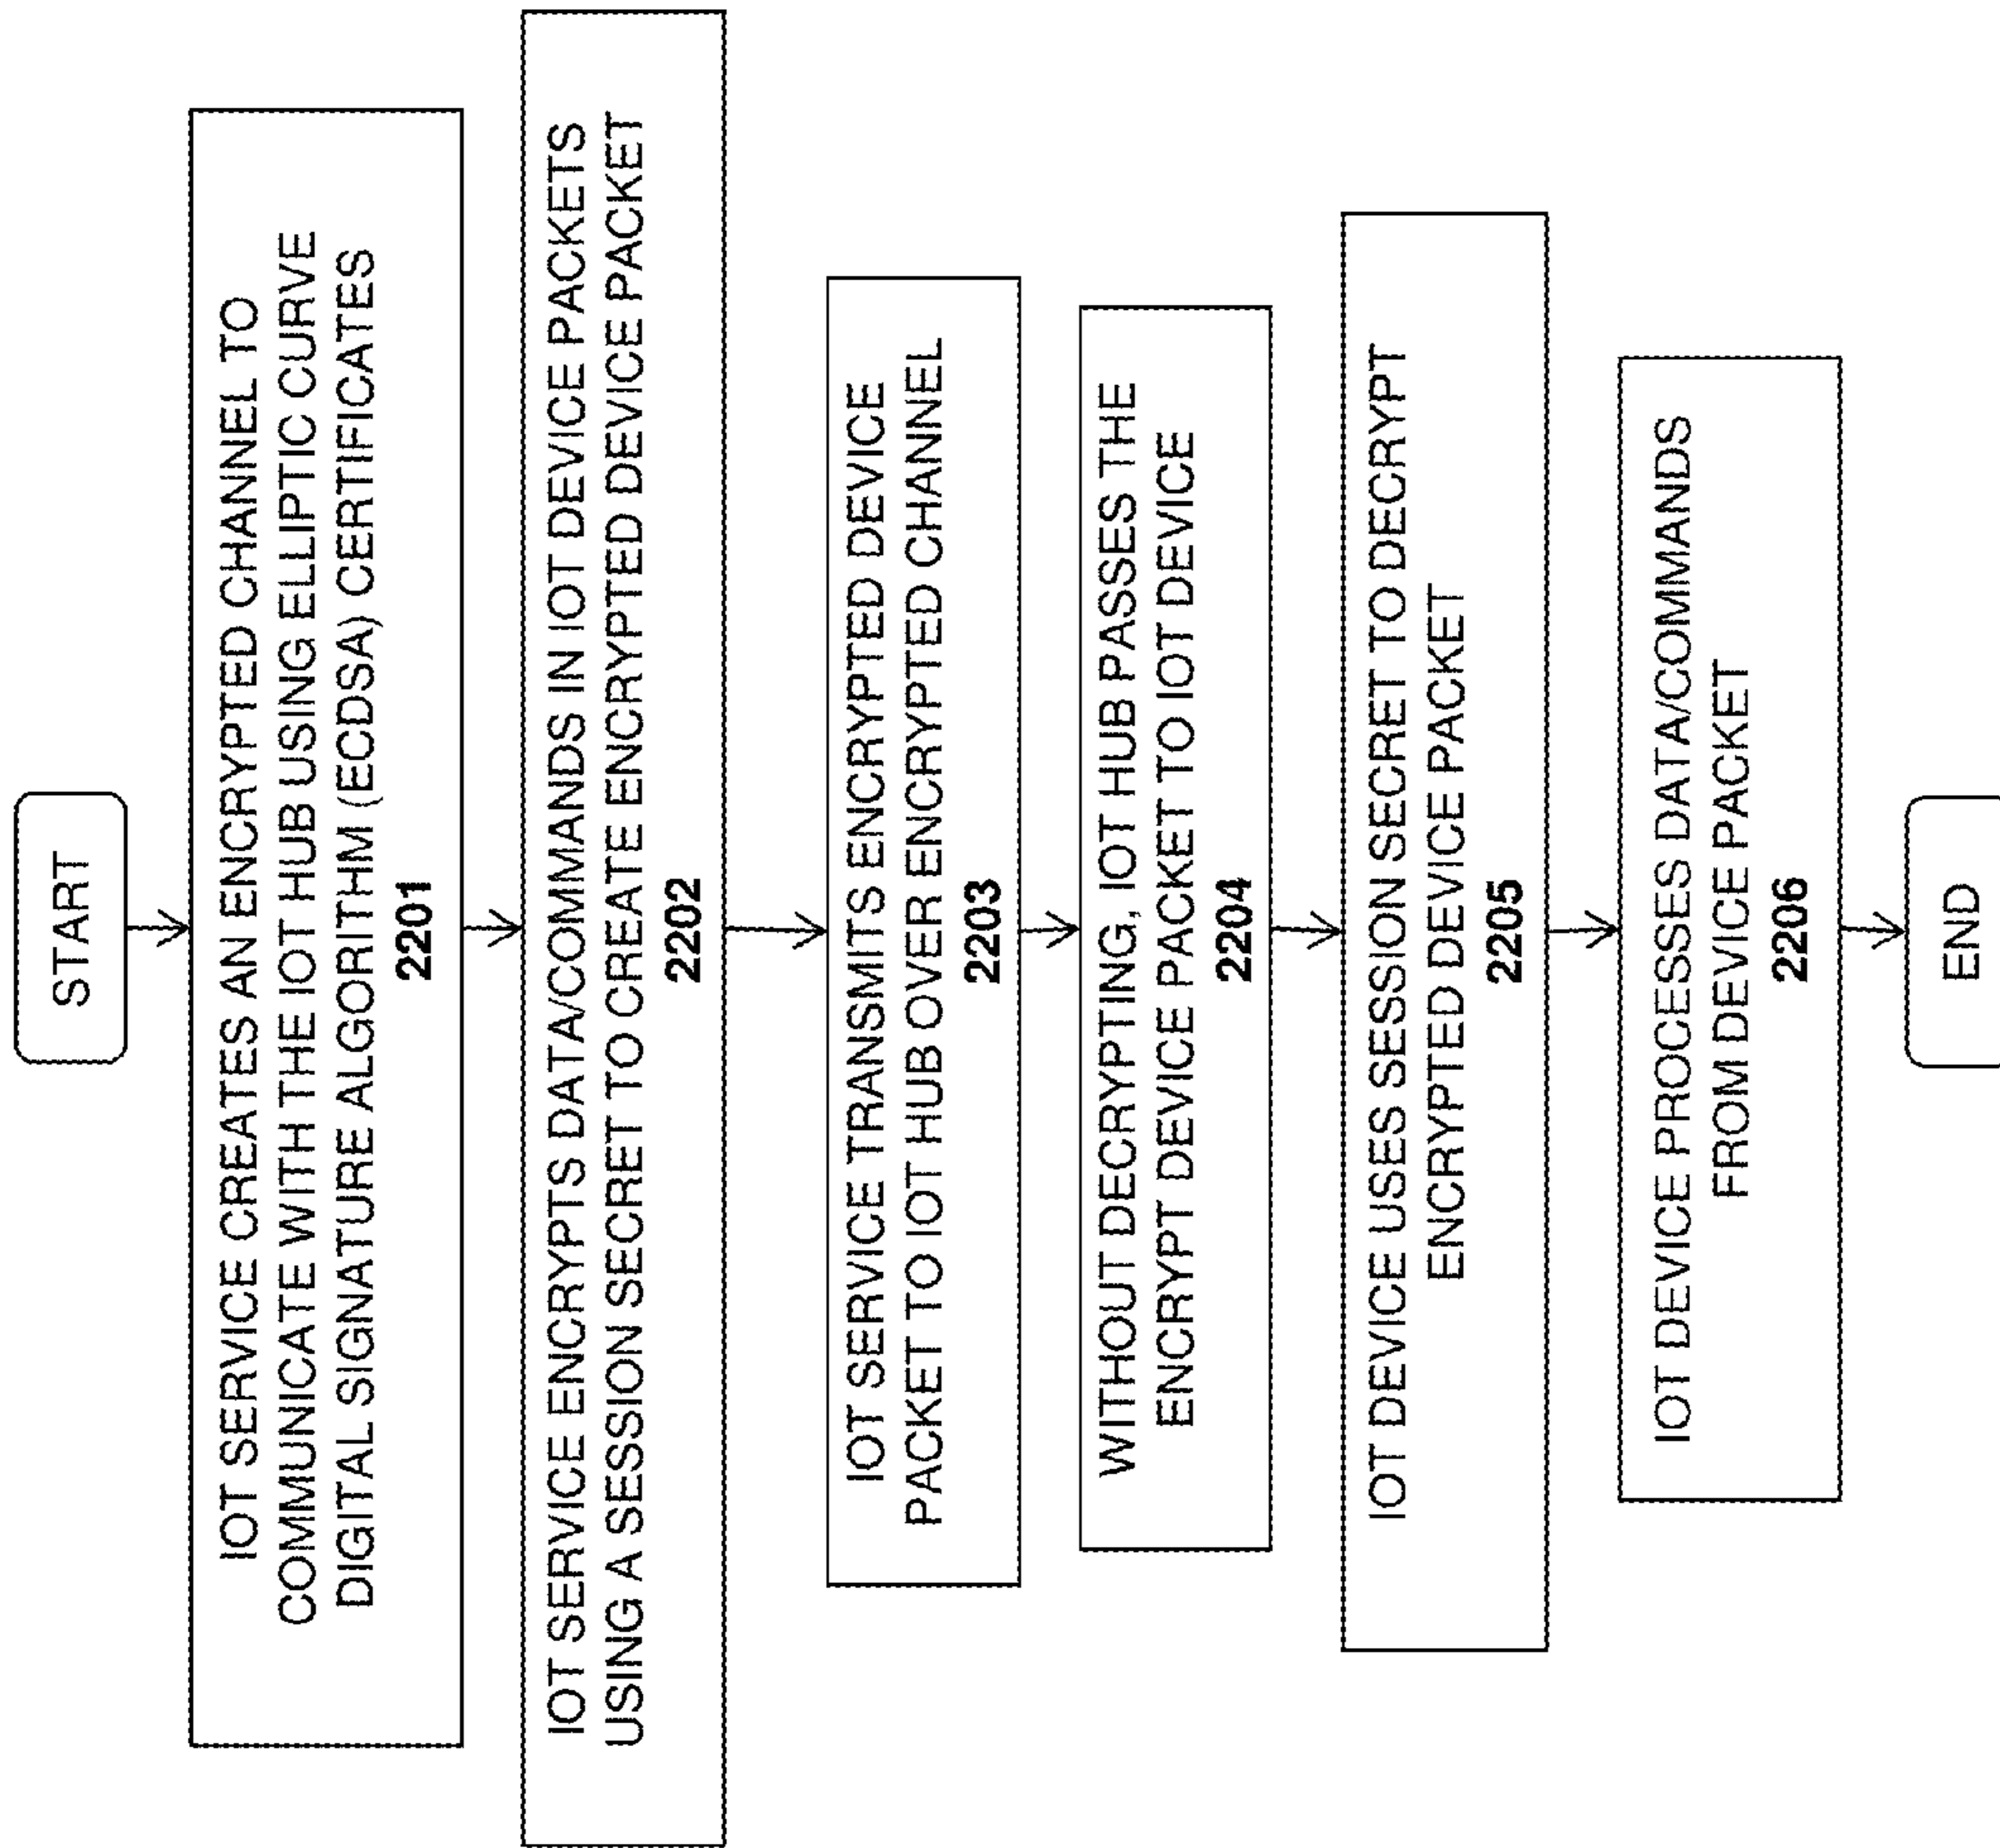 START
IOT SERVICE CREATES AN ENCRYPTED CHANNEL TO
COMMUNICATE WITH THE IOT HUB USING ELLIPTIC CURVE
DIGITAL SIGNATURE ALGORITHM (ECDSA) CERTIFICATES
2201
IOT SERVICE ENCRYPTS DATA/COMMANDS IN IOT DEVICE PACKETS
USING A SESSION SECRET TO CREATE ENCRYPTED DEVICE PACKET
2202
IOT SERVICE TRANSMITS ENCRYPTED DEVICE
PACKET TO IOT HUB OVER ENCRYPTED CHANNEL
2203
WITHOUT DECRYPTING, IOT HUB PASSES THE
ENCRYPT DEVICE PACKET TO IOT DEVICE
2204
IOT DEVICE USES SESSION SECRET TO DECRYPT
ENCRYPTED DEVICE PACKET
2205
IOT DEVICE PROCESSES DATA/COMMANDS
FROM DEVICE PACKET
2206
END